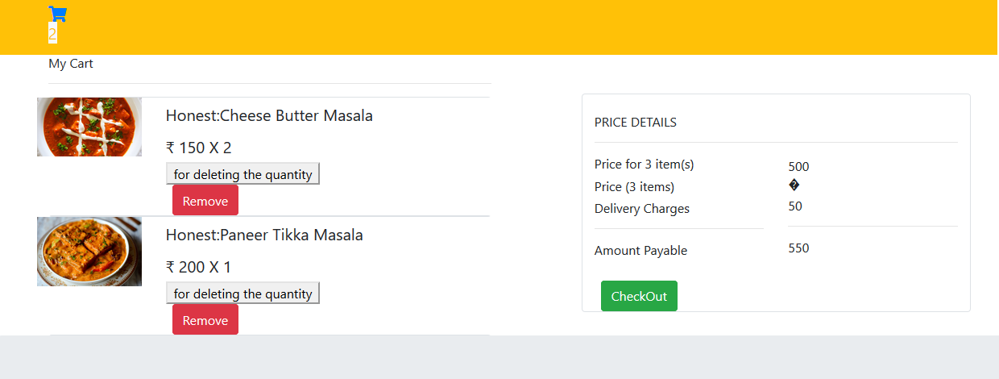 2
My Cart
Honest:Cheese Butter Masala
₹ 150 X 2
for deleting the quantity
Remove
Honest:Paneer Tikka Masala
₹ 200 X 1
for deleting the quantity
Remove
PRICE DETAILS
Price for 3 item(s) 500
Price (3 items) �
Delivery Charges 50
Amount Payable 550
CheckOut